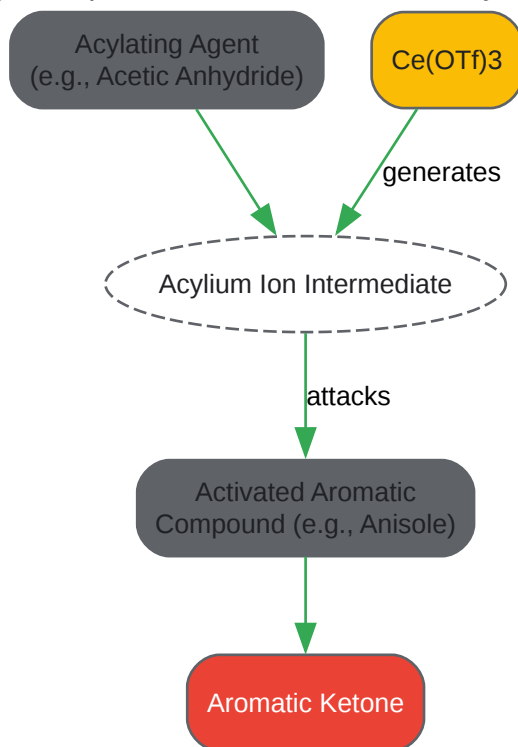 Acylating Agent
(e.g., Acetic Anhydride)
Ce(OTf)3
generates
Acylium Ion Intermediate
attacks
Activated Aromatic
Compound (e.g., Anisole)
Aromatic Ketone